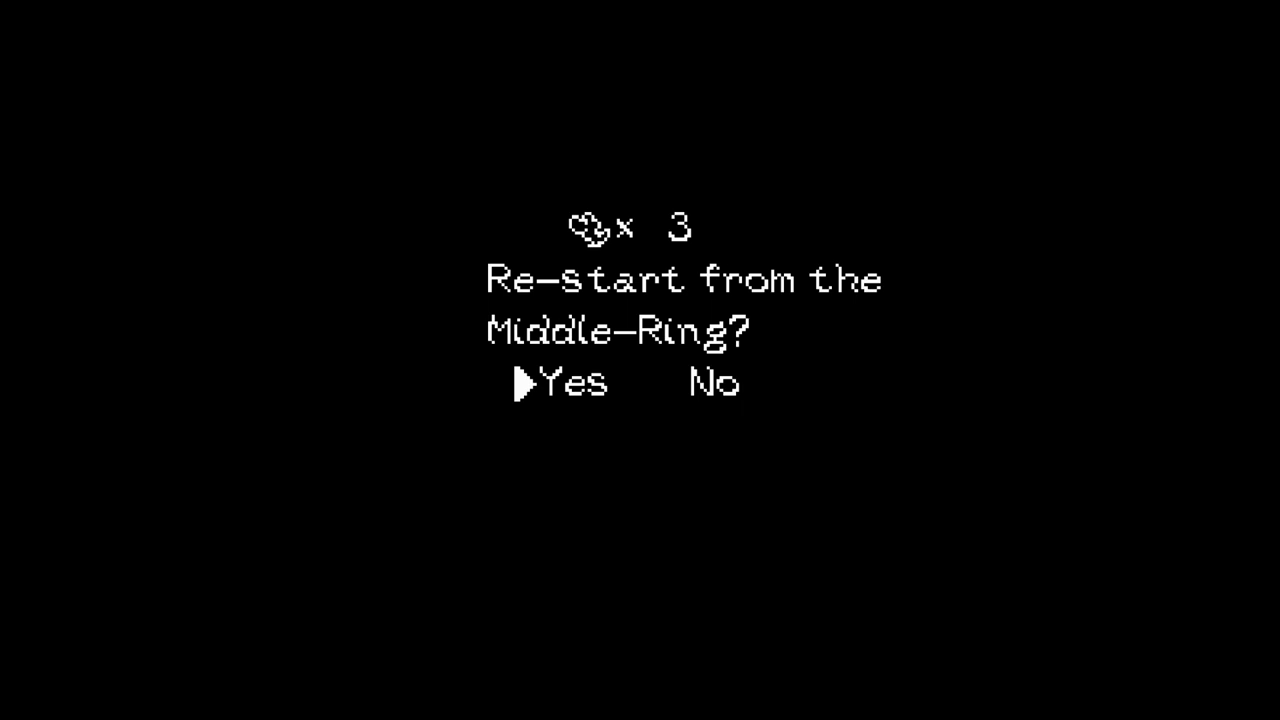 x 3
Re-start from the
Middle-Ring?
Yes No